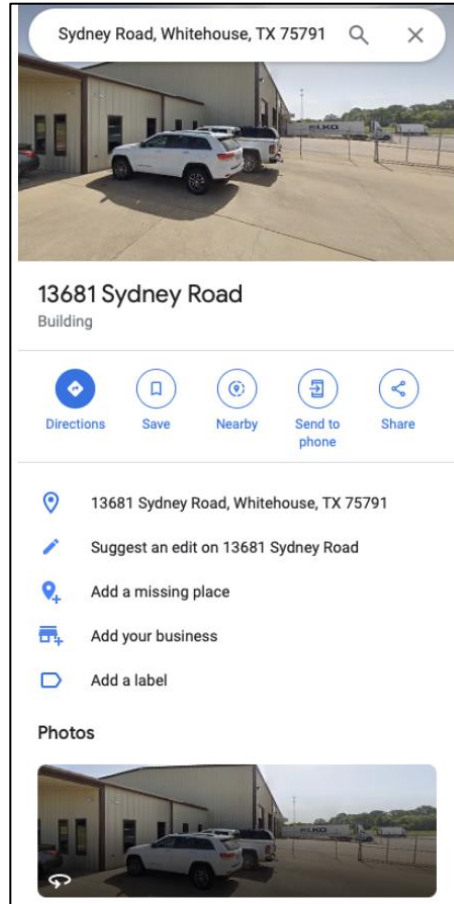 Sydney Road, Whitehouse, TX 75791
ELKO
13681 Sydney Road
Building
Directions
Save
Nearby
Send to
phone
Share
13681 Sydney Road, Whitehouse, TX 75791
Suggest an edit on 13681 Sydney Road
Add a missing place
Add your business
Add a label
Photos
ELKO